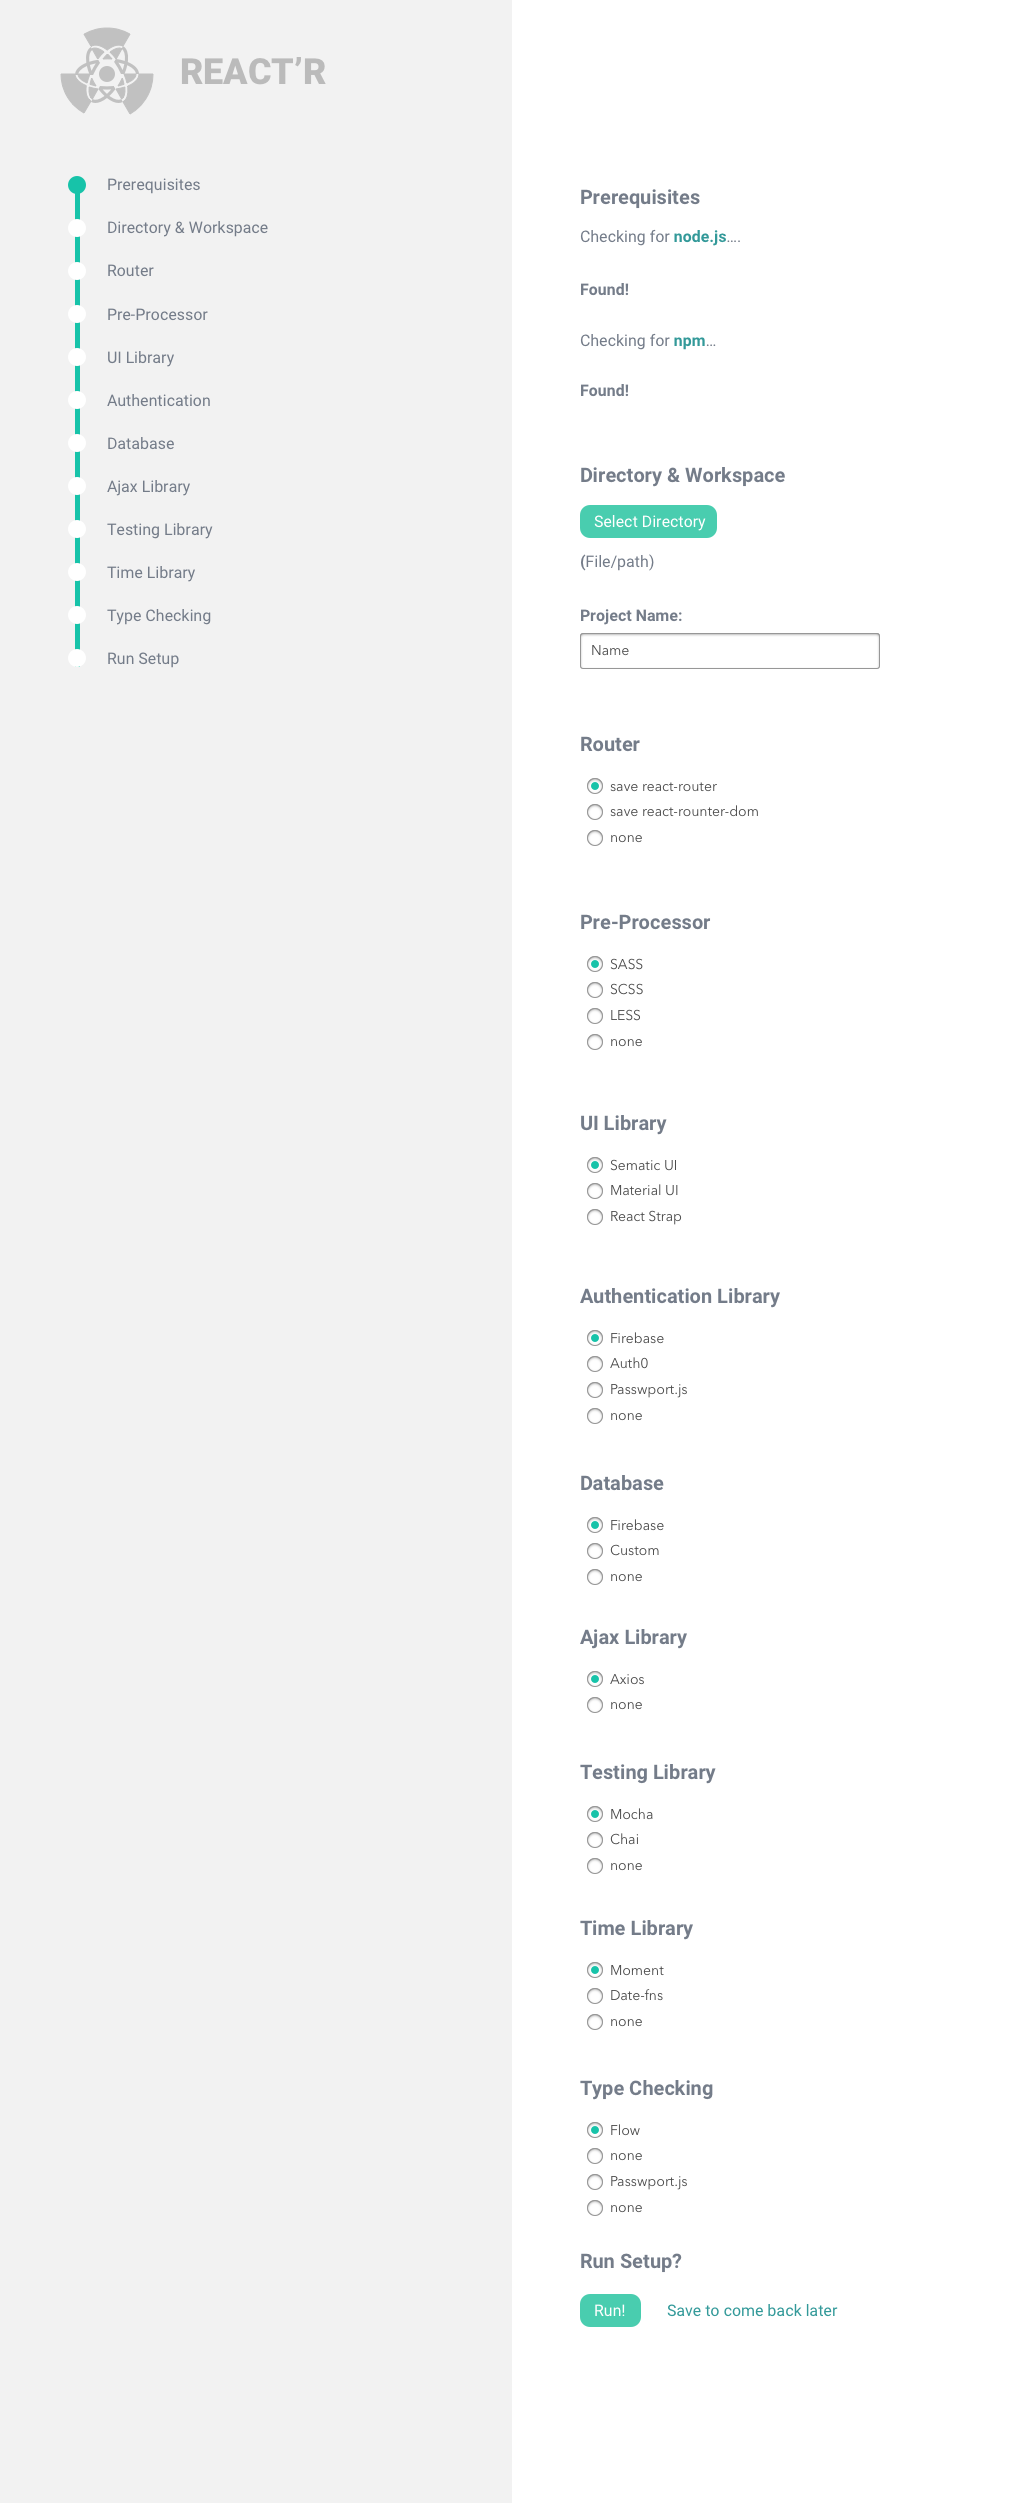 REACT’R
Prerequisites
Directory & Workspace
Router
Pre-Processor
UI Library
Authentication
Database
Ajax Library
Testing Library
Time Library
Type Checking
Run Setup
Prerequisites
Checking for node.js....
Found!
Checking for npm...
Found!
Directory & Workspace
Select Directory
(File/path)
Project Name:
Name
Router
save react-router
save react-rounter-dom
none
Pre-Processor
SASS
SCSS
LESS
none
UI Library
Sematic UI
Material UI
React Strap
Authentication Library
Firebase
Auth0
Passwport.js
none
Database
Firebase
Custom
none
Ajax Library
Axios
none
Testing Library
Mocha
Chai
none
Time Library
Moment
Date-fns
none
Type Checking
Flow
none
Passwport.js
none
Run Setup?
Run! Save to come back later